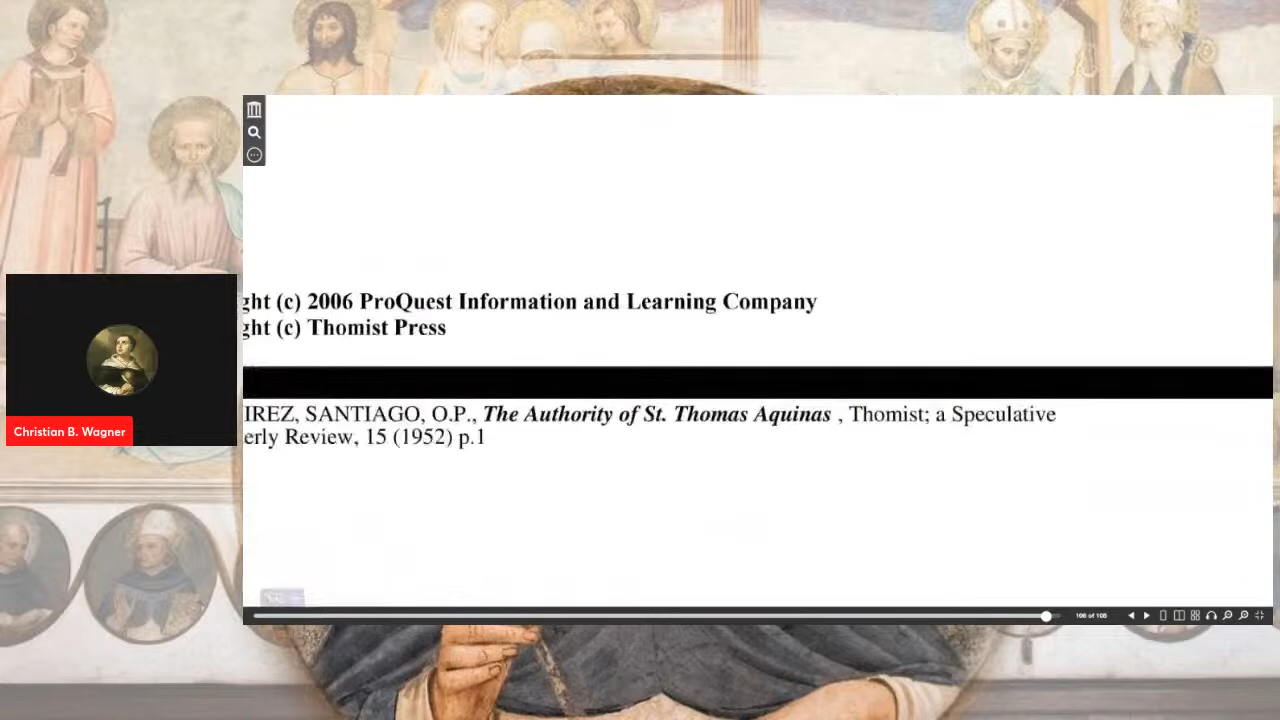 ght (c) 2006 ProQuest Information and Learning Company
ght (c) Thomist Press
IREZ, SANTIAGO, O.P., The Authority of St. Thomas Aquinas , Thomist; a Speculative
erly Review, 15 (1952) p.1
Christian B. Wagner